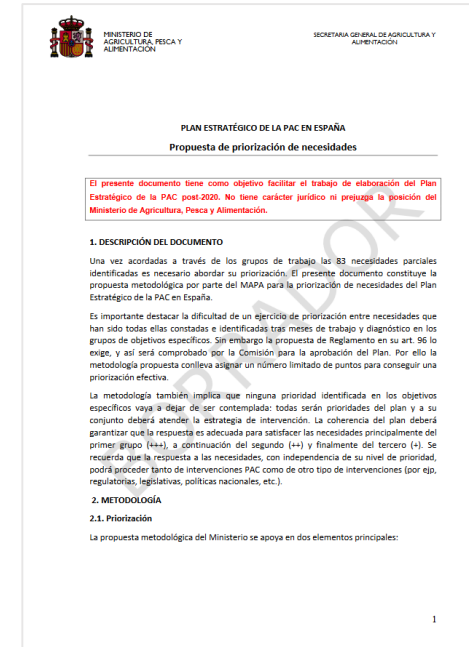 MINISTERIO DE
AGRICULTURA, PESCA Y
ALIMENTACIÓN
SECRETARIA GENERAL DE AGRICULTURA Y
ALIMENTACIÓN
PLAN ESTRATÉGICO DE LA PAC EN ESPAÑA
Propuesta de priorización de necesidades
El presente documento tiene como objetivo facilitar el trabajo de elaboración del Plan
Estratégico de la PAC post-2020. No tiene carácter jurídico ni prejuzga la posición del
Ministerio de Agricultura, Pesca y Alimentación.
1. DESCRIPCIÓN DEL DOCUMENTO
Una vez acordadas a través de los grupos de trabajo las 83 necesidades parciales
identificadas es necesario abordar su priorización. El presente documento constituye la
propuesta metodológica por parte del MAPA para la priorización de necesidades del Plan
Estratégico de la PAC en España.
Es importante destacar la dificultad de un ejercicio de priorización entre necesidades que
han sido todas ellas constadas e identificadas tras meses de trabajo y diagnóstico en los
grupos de objetivos específicos. Sin embargo la propuesta de Reglamento en su art. 96 lo
exige, y así será comprobado por la Comisión para la aprobación del Plan. Por ello la
metodología propuesta conlleva asignar un número limitado de puntos para conseguir una
priorización efectiva.
La metodología también implica que ninguna prioridad identificada en los objetivos
específicos vaya a dejar de ser contemplada: todas serán prioridades del plan y a su
conjunto deberá atender la estrategia de intervención. La coherencia del plan deberá
garantizar que la respuesta es adecuada para satisfacer las necesidades principalmente del
primer grupo (+++), a continuación del segundo (++) y finalmente del tercero (+). Se
recuerda que la respuesta a las necesidades, con independencia de su nivel de prioridad,
podrá proceder tanto de intervenciones PAC como de otro tipo de intervenciones (por ejp,
regulatorias, legislativas, políticas nacionales, etc.).
2. METODOLOGÍA
2.1. Priorización
La propuesta metodológica del Ministerio se apoya en dos elementos principales:
BORRADOR
1